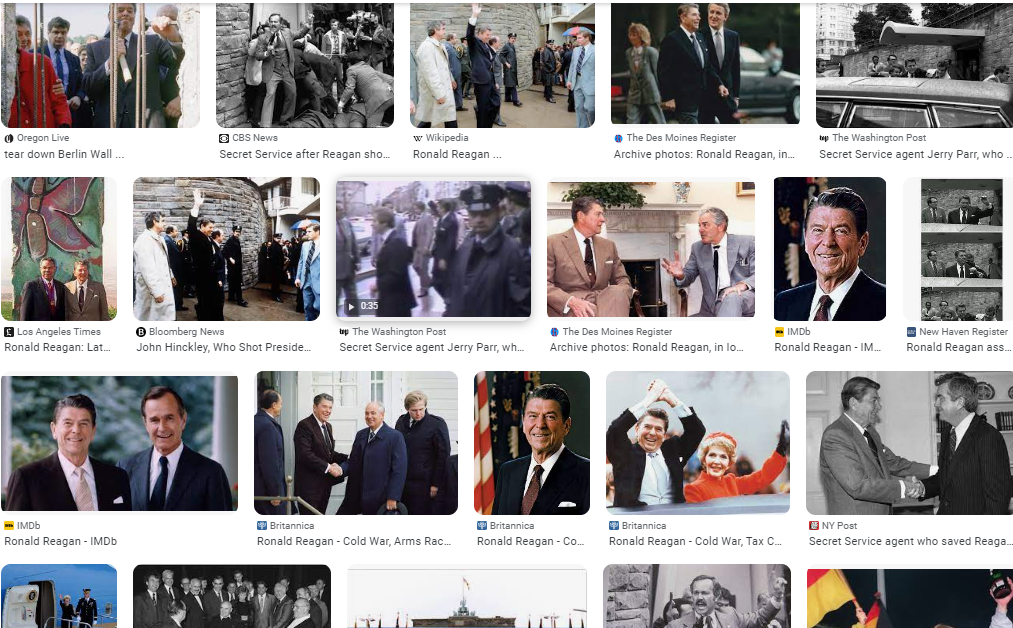 Oregon Live
CBS News
Wikipedia
The Des Moines Register
The Washington Post
tear down Berlin Wall ...
Secret Service after Reagan sho...
Ronald Reagan ...
Archive photos: Ronald Reagan, in...
Secret Service agent Jerry Parr, who ...
0:35
Los Angeles Times
Bloomberg News
The Washington Post
The Des Moines Register
IMDb
New Haven Register
Ronald Reagan: Lat...
John Hinckley, Who Shot Preside...
Secret Service agent Jerry Parr, wh...
Archive photos: Ronald Reagan, in Io...
Ronald Reagan - IM...
Ronald Reagan ass...
IMDb
Britannica
Britannica
Britannica
NY Post
Ronald Reagan - IMDb
Ronald Reagan - Cold War, Arms Rac...
Ronald Reagan - Co...
Ronald Reagan - Cold War, Tax C...
Secret Service agent who saved Reaga...